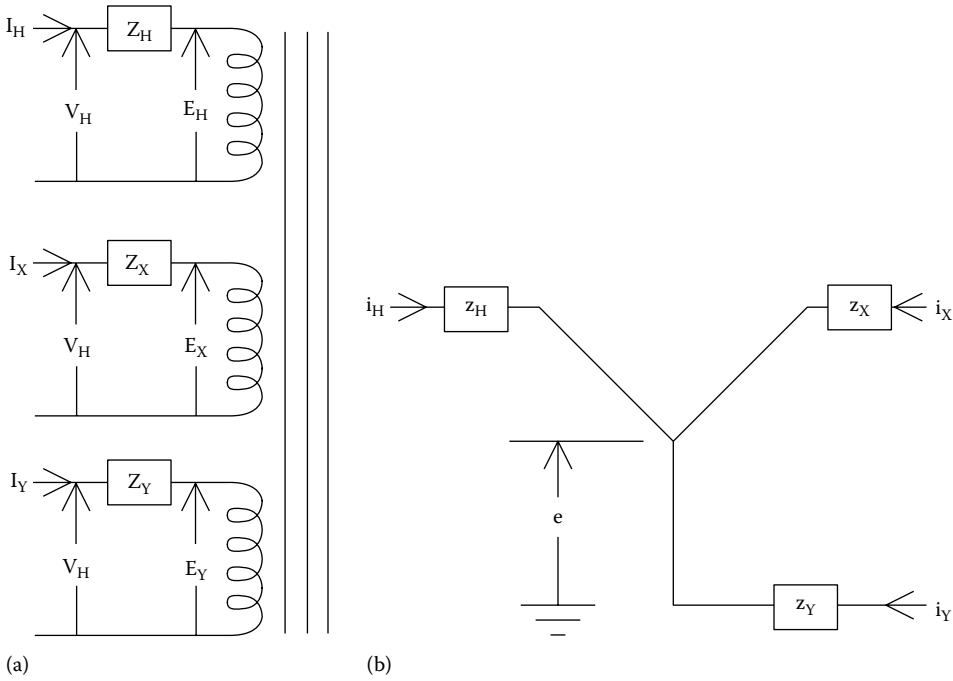 I_H Z_H
V_H E_H
I_X Z_X
V_H E_X
I_Y Z_Y
V_H E_Y
(a)
i_H z_H z_X i_X
e
z_Y i_Y
(b)